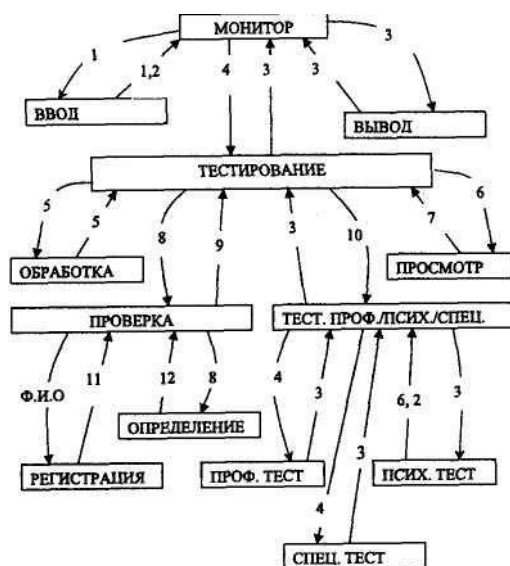 МОНИТОР
1
1,2
4
3
3
3
ВВОД
ВЫВОД
ТЕСТИРОВАНИЕ
5
5
8
9
3
10
7
6
ОБРАБОТКА
ПРОСМОТР
ПРОВЕРКА
ТЕСТ. ПРОФ./ПСИХ./СПЕЦ.
Ф.И.О
11
12
8
4
3
6, 2
3
ОПРЕДЕЛЕНИЕ
РЕГИСТРАЦИЯ
ПРОФ. ТЕСТ
ПСИХ. ТЕСТ
4
3
СПЕЦ. ТЕСТ